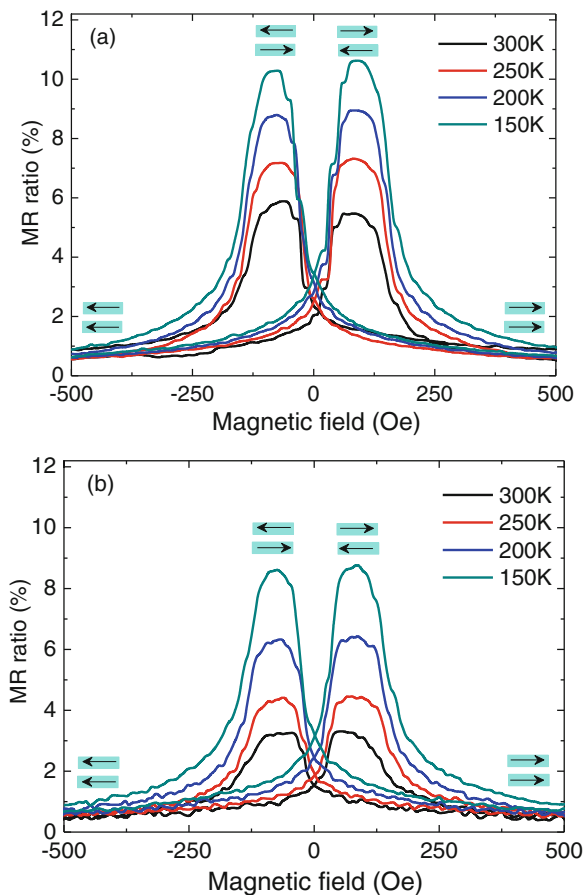 (a)
300K
250K
200K
150K
MR ratio (%)
12
10
8
6
4
2
0
-500 -250 0 250 500
Magnetic field (Oe)
(b)
300K
250K
200K
150K
MR ratio (%)
12
10
8
6
4
2
0
-500 -250 0 250 500
Magnetic field (Oe)